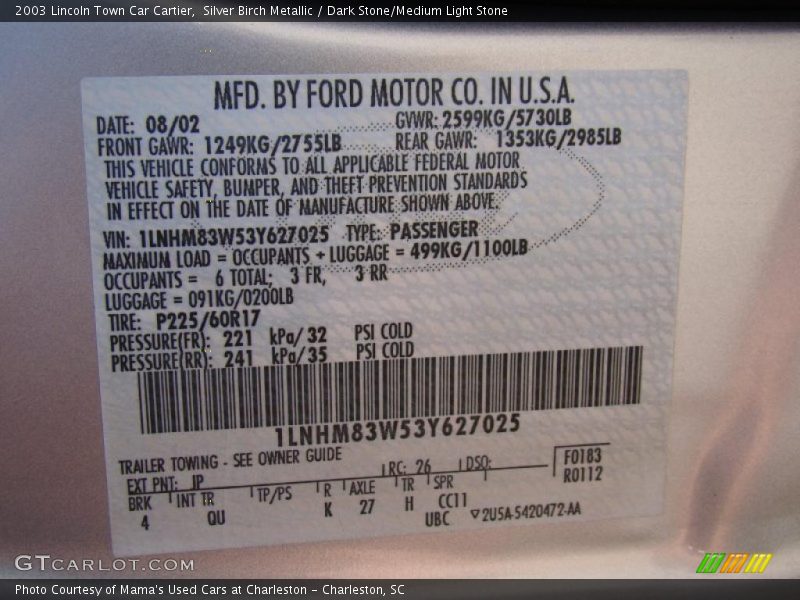 2003 Lincoln Town Car Cartier, Silver Birch Metallic / Dark Stone/Medium Light Stone
MFD. BY FORD MOTOR CO. IN U.S.A.
DATE: 08/02 GVWR: 2599KG/5730LB
FRONT GAWR: 1249KG/2755LB REAR GAWR: 1353KG/2985LB
THIS VEHICLE CONFORMS TO ALL APPLICABLE FEDERAL MOTOR
VEHICLE SAFETY, BUMPER, AND THEFT PREVENTION STANDARDS
IN EFFECT ON THE DATE OF MANUFACTURE SHOWN ABOVE.
VIN: 1LNHM83W53Y627025 TYPE: PASSENGER
MAXIMUM LOAD = OCCUPANTS + LUGGAGE = 499KG/1100LB
OCCUPANTS = 6 TOTAL; 3 FR, 3 RR
LUGGAGE = 091KG/0200LB
TIRE: P225/60R17
PRESSURE(FR): 221 kPa/ 32 PSI COLD
PRESSURE(RR): 241 kPa/ 35 PSI COLD
1LNHM83W53Y627025
TRAILER TOWING - SEE OWNER GUIDE
EXT PNT: JP RC: 26 DSO: F0183
R0112
BRK INT TR TP/PS R AXLE TR SPR
4 QU K 27 H CC11
UBC ▽2U5A-5420472-AA
GTCARLOT.COM
Photo Courtesy of Mama's Used Cars at Charleston - Charleston, SC